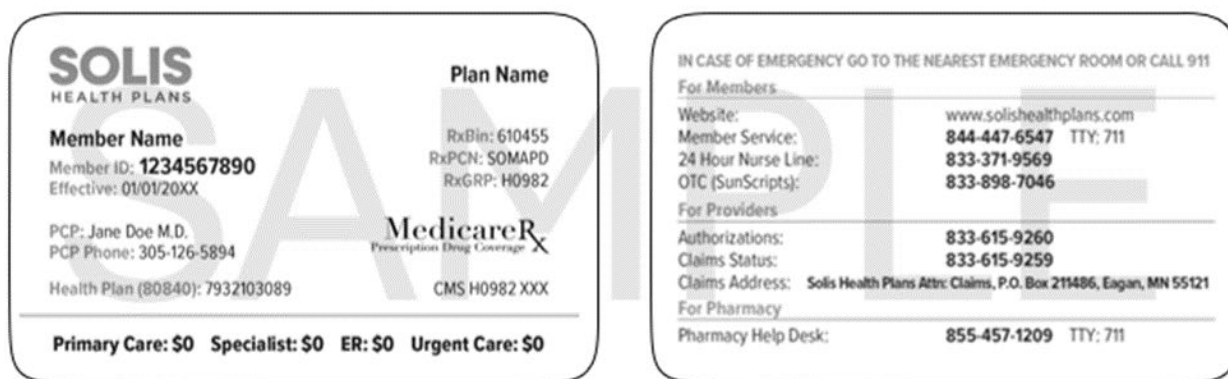 SAMPLE
SOLIS
HEALTH PLANS
Plan Name
Member Name
Member ID: 1234567890
Effective: 01/01/20XX
RxBin: 610455
RxPCN: SOMAPD
RxGRP: H0982
PCP: Jane Doe M.D.
PCP Phone: 305-126-5894
MedicareRx
Prescription Drug Coverage
Health Plan (80840): 7932103089
CMS H0982 XXX
Primary Care: $0 Specialist: $0 ER: $0 Urgent Care: $0
IN CASE OF EMERGENCY GO TO THE NEAREST EMERGENCY ROOM OR CALL 911
For Members
Website: www.solishealthplans.com
Member Service: 844-447-6547 TTY: 711
24 Hour Nurse Line: 833-371-9569
OTC (SunScripts): 833-898-7046
For Providers
Authorizations: 833-615-9260
Claims Status: 833-615-9259
Claims Address: Solis Health Plans Attn: Claims, P.O. Box 211486, Eagan, MN 55121
For Pharmacy
Pharmacy Help Desk: 855-457-1209 TTY: 711